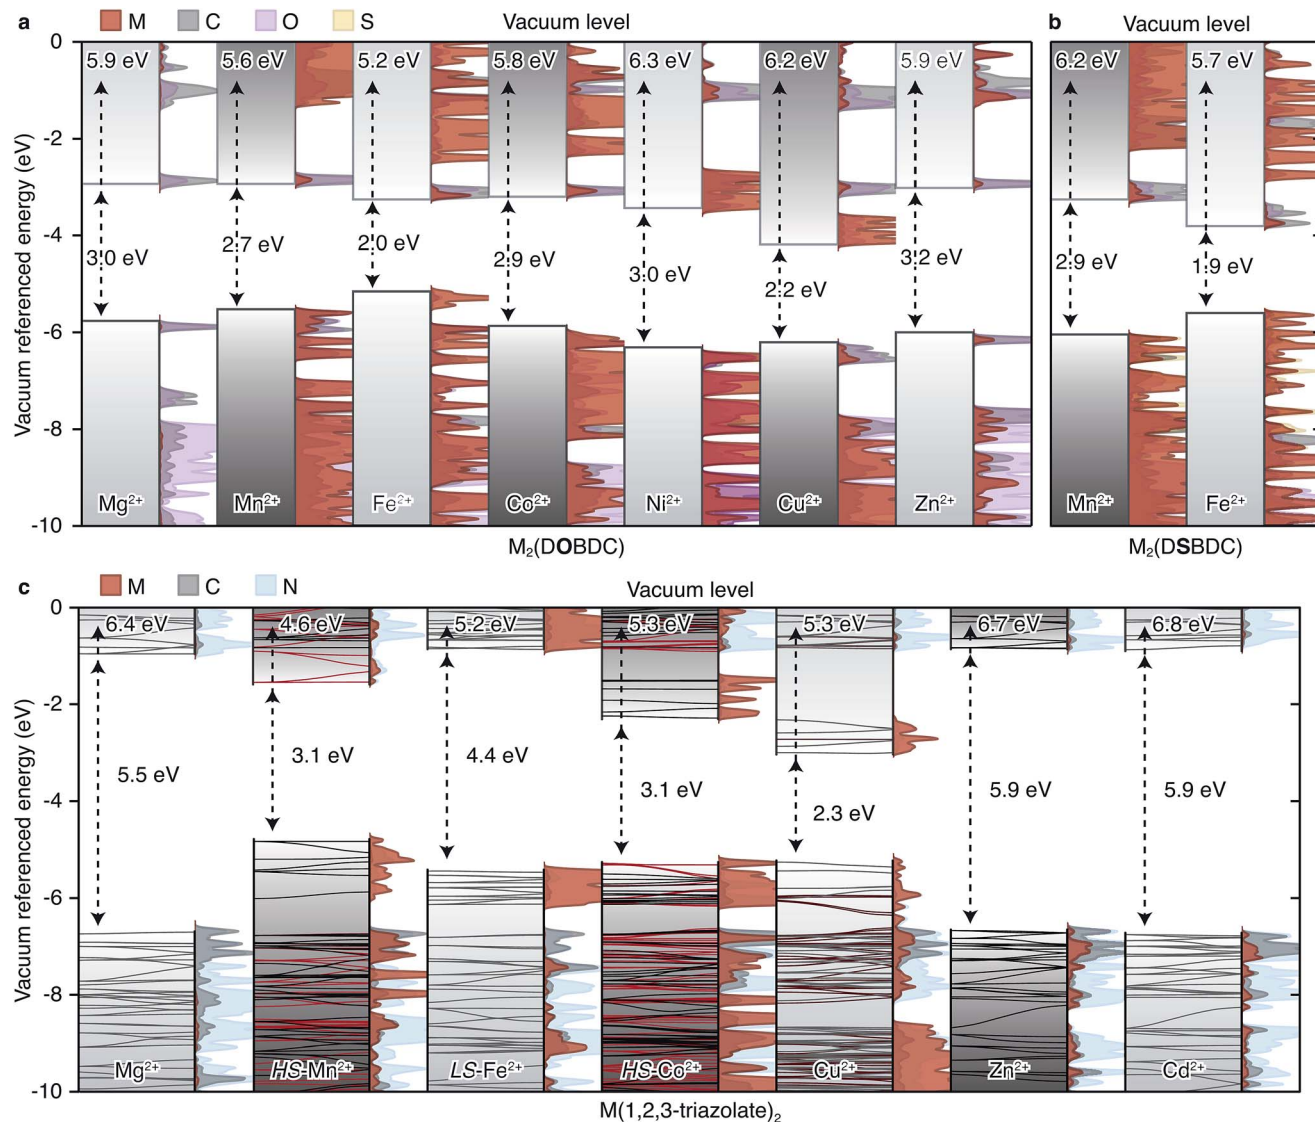 a M C O S Vacuum level b Vacuum level
Vacuum referenced energy (eV)
0
-2
-4
-6
-8
-10
5.9 eV 5.6 eV 5.2 eV 5.8 eV 6.3 eV 6.2 eV 5.9 eV 6.2 eV 5.7 eV
3.0 eV 2.7 eV 2.0 eV 2.9 eV 3.0 eV 2.2 eV 3.2 eV 2.9 eV 1.9 eV
Mg²⁺ Mn²⁺ Fe²⁺ Co²⁺ Ni²⁺ Cu²⁺ Zn²⁺ Mn²⁺ Fe²⁺
M₂(DOBDC) M₂(DSBDC)
c M C N Vacuum level
Vacuum referenced energy (eV)
0
-2
-4
-6
-8
-10
6.4 eV 4.6 eV 5.2 eV 5.3 eV 5.3 eV 6.7 eV 6.8 eV
5.5 eV 3.1 eV 4.4 eV 3.1 eV 2.3 eV 5.9 eV 5.9 eV
Mg²⁺ HS-Mn²⁺ LS-Fe²⁺ HS-Co²⁺ Cu²⁺ Zn²⁺ Cd²⁺
M(1,2,3-triazolate)₂